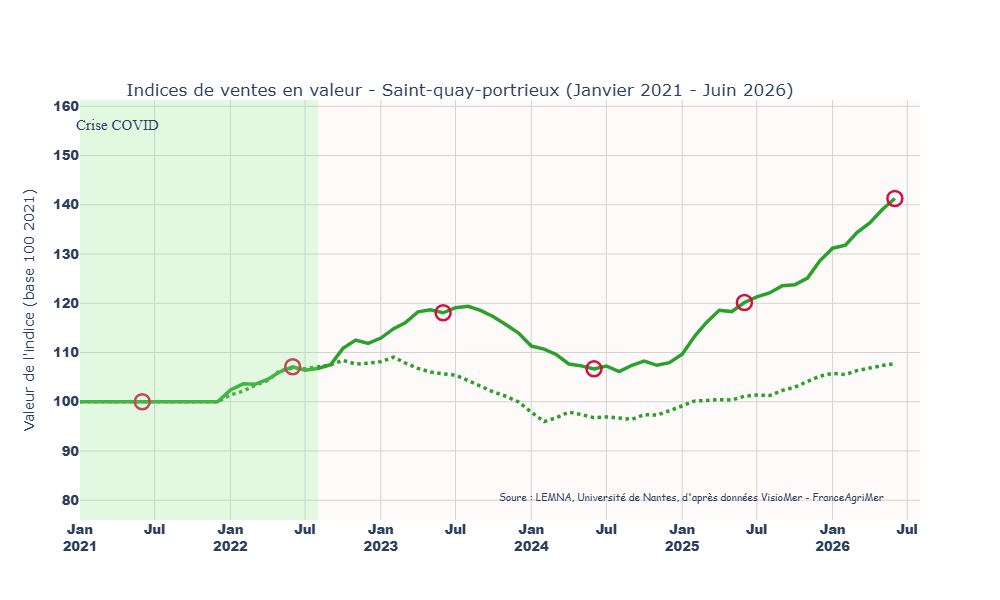 Indices de ventes en valeur - Saint-quay-portrieux (Janvier 2021 - Juin 2026)
Crise COVID
Valeur de l'indice (base 100 2021)
160
150
140
130
120
110
100
90
80
Soure : LEMNA, Université de Nantes, d'après données VisioMer - FranceAgriMer
Jan Jul Jan Jul Jan Jul Jan Jul Jan Jul Jan Jul
2021 2022 2023 2024 2025 2026